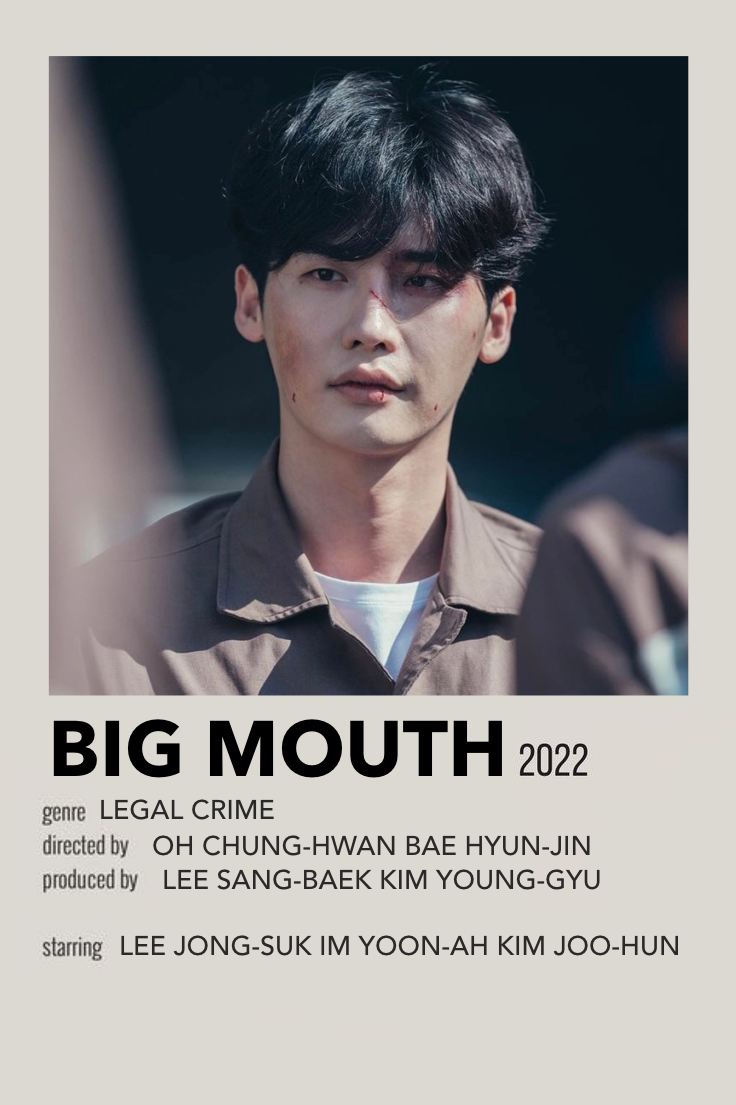 BIG MOUTH 2022
genre LEGAL CRIME
directed by OH CHUNG-HWAN BAE HYUN-JIN
produced by LEE SANG-BAEK KIM YOUNG-GYU
starring LEE JONG-SUK IM YOON-AH KIM JOO-HUN